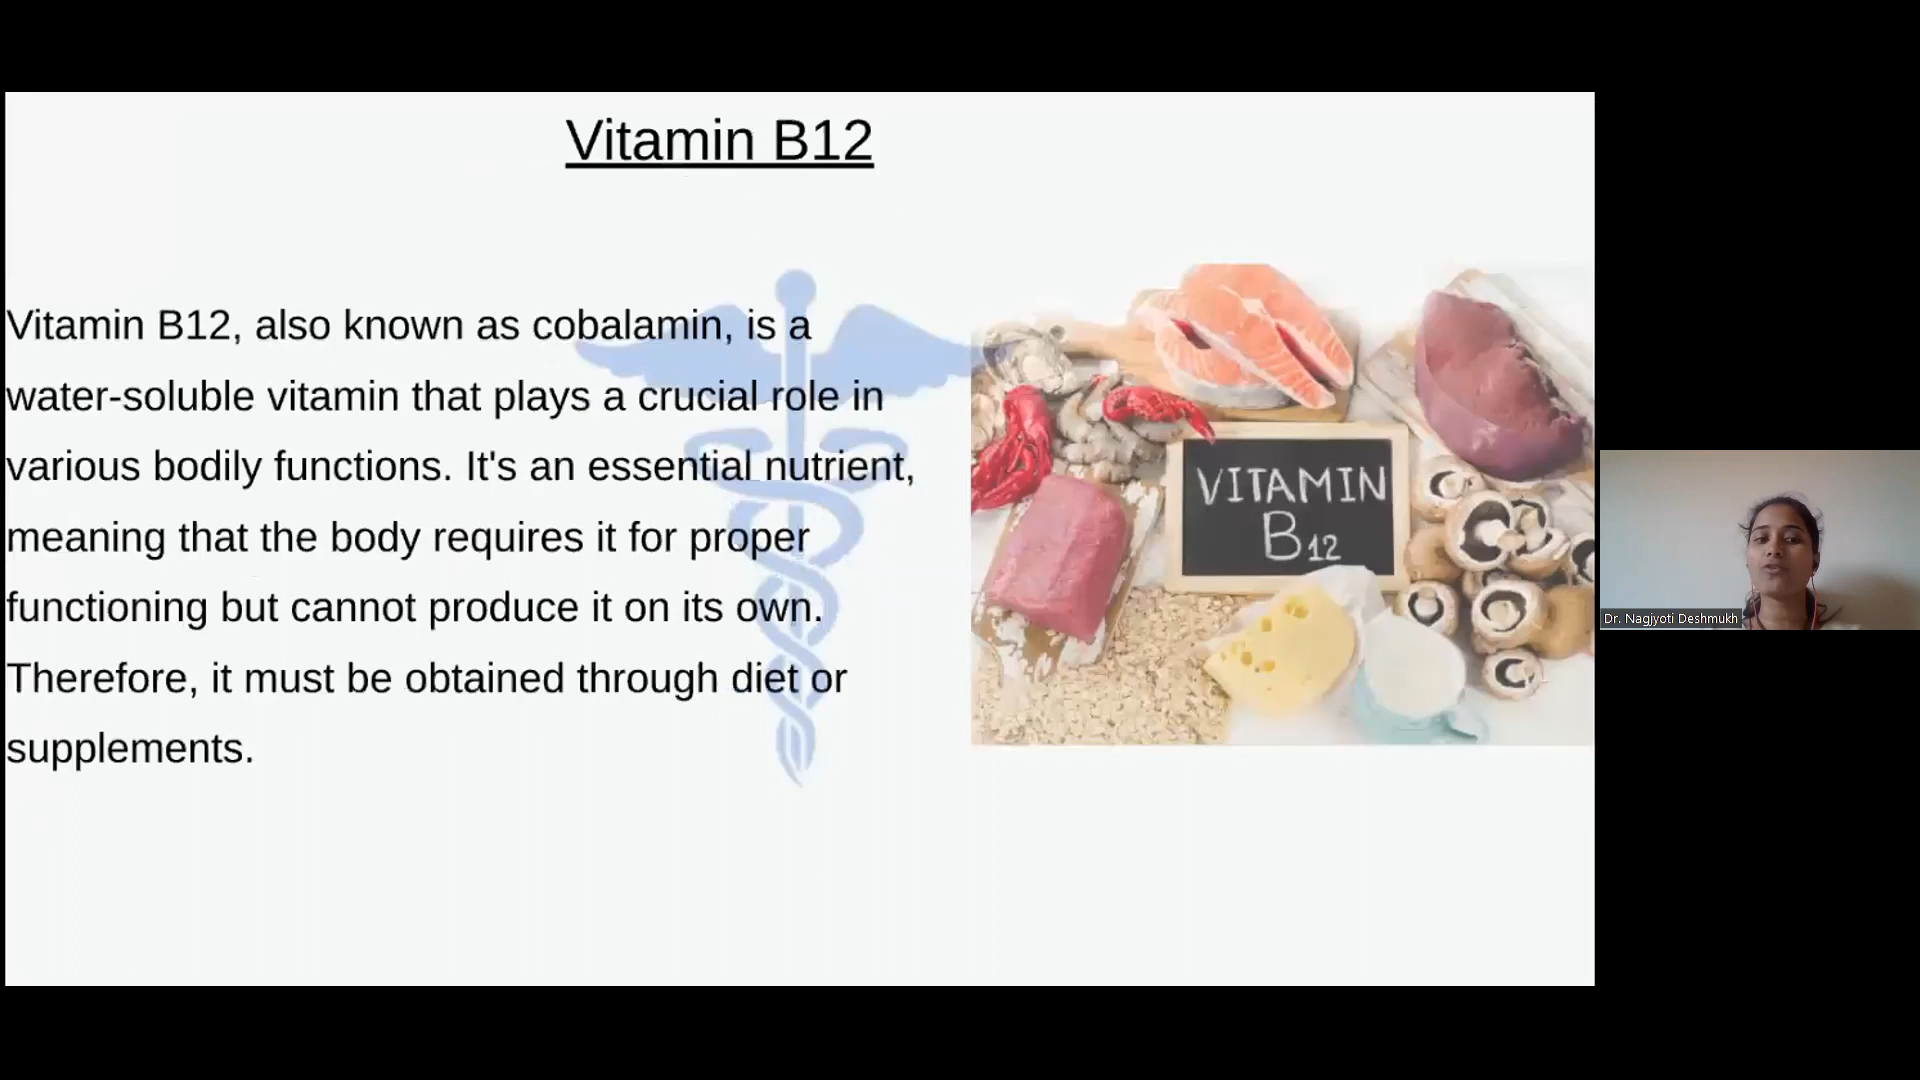 Vitamin B12
Vitamin B12, also known as cobalamin, is a
water-soluble vitamin that plays a crucial role in
various bodily functions. It's an essential nutrient,
meaning that the body requires it for proper
functioning but cannot produce it on its own.
Therefore, it must be obtained through diet or
supplements.
VITAMIN
B12
Dr. Nagjyoti Deshmukh